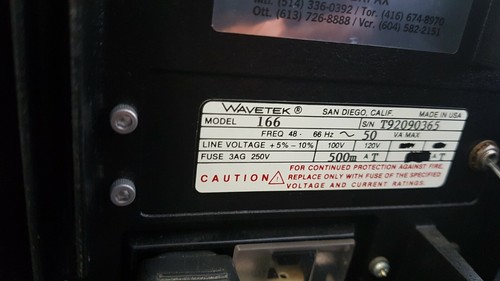 (514) 336-0392 / Tor. (416) 674-8970
Ott. (613) 726-8888 / Vcr. (604) 582-2151
WAVETEK® SAN DIEGO, CALIF. MADE IN USA
MODEL 166 S/N T92090365
FREQ 48 - 66 Hz ~ 50 VA MAX
LINE VOLTAGE +5% -10% 100V 120V
FUSE 3AG 250V 500m A T A T
CAUTION ! FOR CONTINUED PROTECTION AGAINST FIRE,
REPLACE ONLY WITH FUSE OF THE SPECIFIED
VOLTAGE AND CURRENT RATINGS.